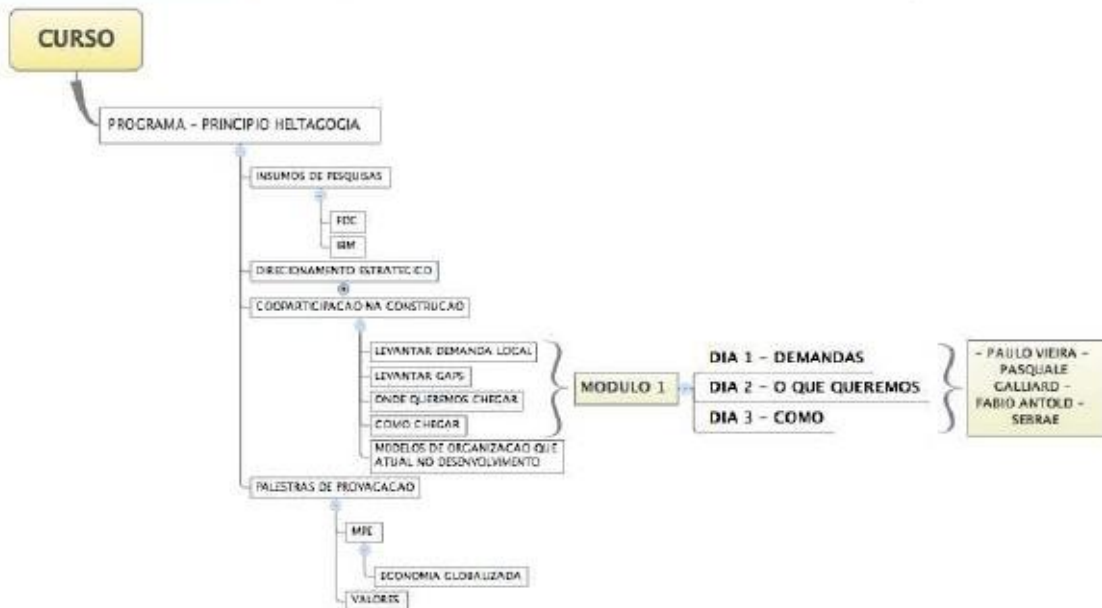 CURSO
PROGRAMA - PRINCIPIO HELTAGOGIA
INSUMOS DE PESQUISAS
IBM
DIRECIONAMENTO ESTRATEGICO
COOPARTICIPACAO NA CONSTRUCAO
LEVANTAR DEMANDA LOCAL
LEVANTAR GAPS
ONDE QUEREMOS CHEGAR
COMO CHEGAR
MODELOS DE ORGANIZACAO QUE
ATUAL NO DESENVOLVIMENTO
MODULO 1
DIA 1 - DEMANDAS
DIA 2 - O QUE QUEREMOS
DIA 3 - COMO
- PAULO VIEIRA -
PASQUALE
GALLIARD -
FABIO ANTOLD -
SEBRAE
PALESTRAS DE PROVACACAO
MPE
ECONOMIA GLOBALIZADA
VALORES